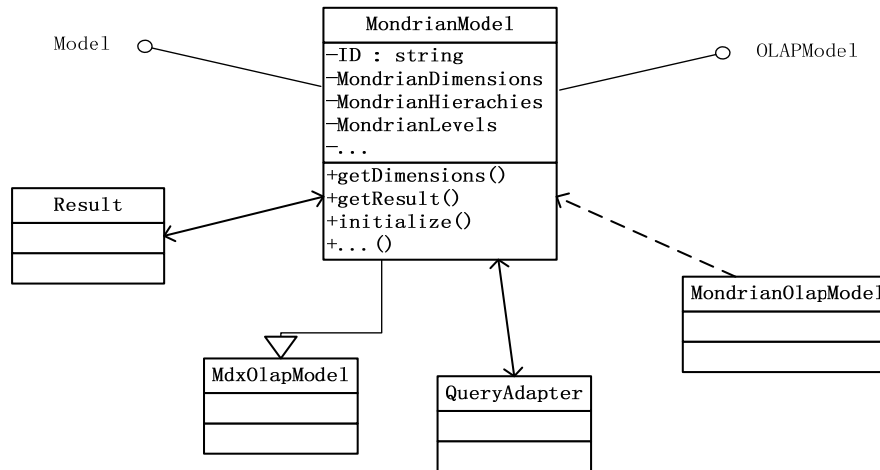 MondrianModel
Model
OLAPModel
-ID : string
-MondrianDimensions
-MondrianHierachies
-MondrianLevels
-...
+getDimensions()
+getResult()
+initialize()
+...()
Result
MondrianOlapModel
MdxOlapModel
QueryAdapter